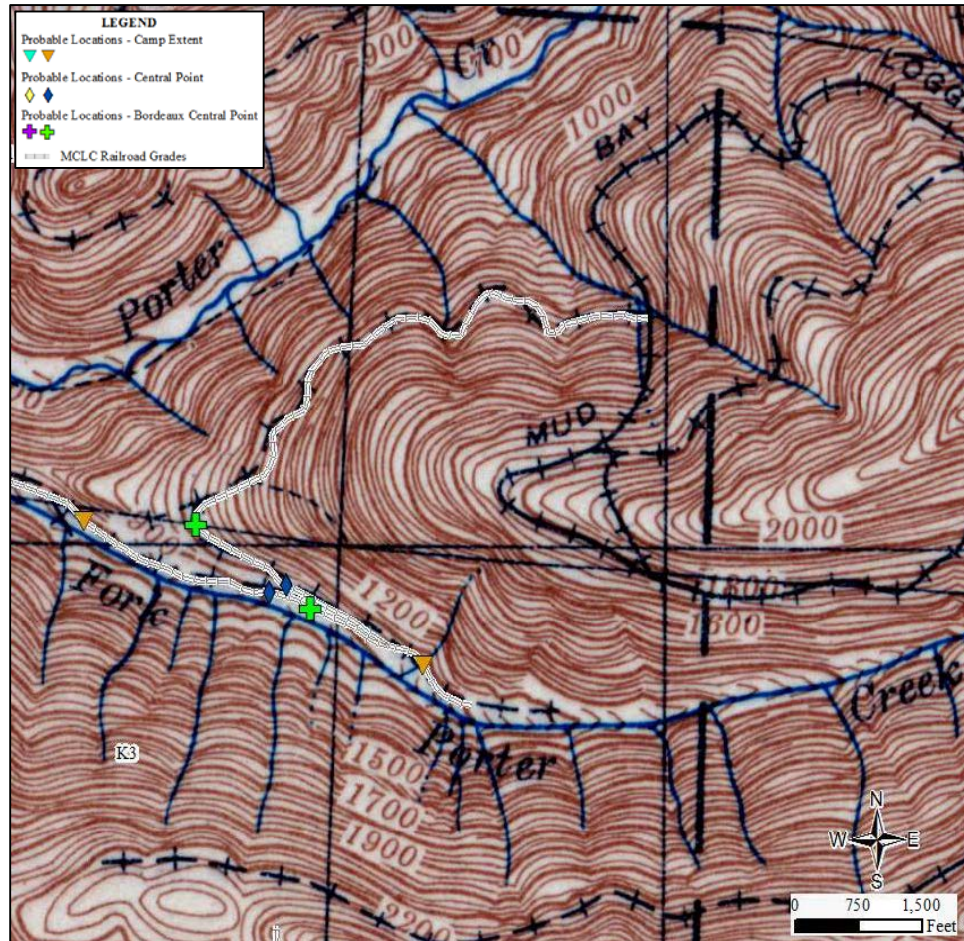 LEGEND
Probable Locations - Camp Extent
Probable Locations - Central Point
Probable Locations - Bordeaux Central Point
MCLC Railroad Grades
900
Cr
700
1000
BAY
LOGG
Porter
MUD
2000
Fork
1200
1800
1600
Creek
Porter
K3
1500
1700
1900
2200
N
W
E
S
0 750 1,500
Feet